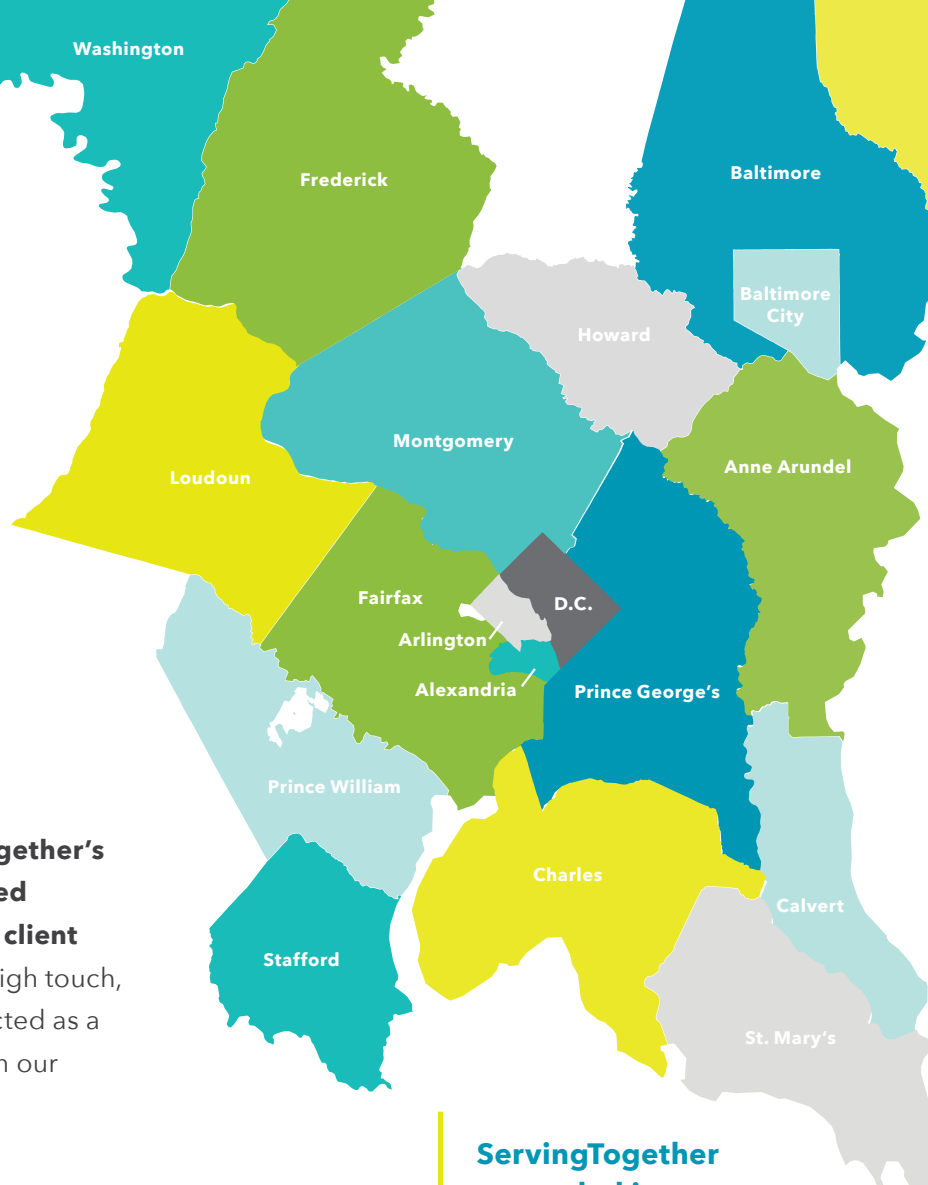 Washington
Frederick
Baltimore
Baltimore
City
Howard
Montgomery
Anne Arundel
Loudoun
Fairfax
D.C.
Arlington
Alexandria
Prince George's
Prince William
Charles
Calvert
Stafford
St. Mary's
gether's
ed
client
igh touch,
cted as a
n our
ServingTogether